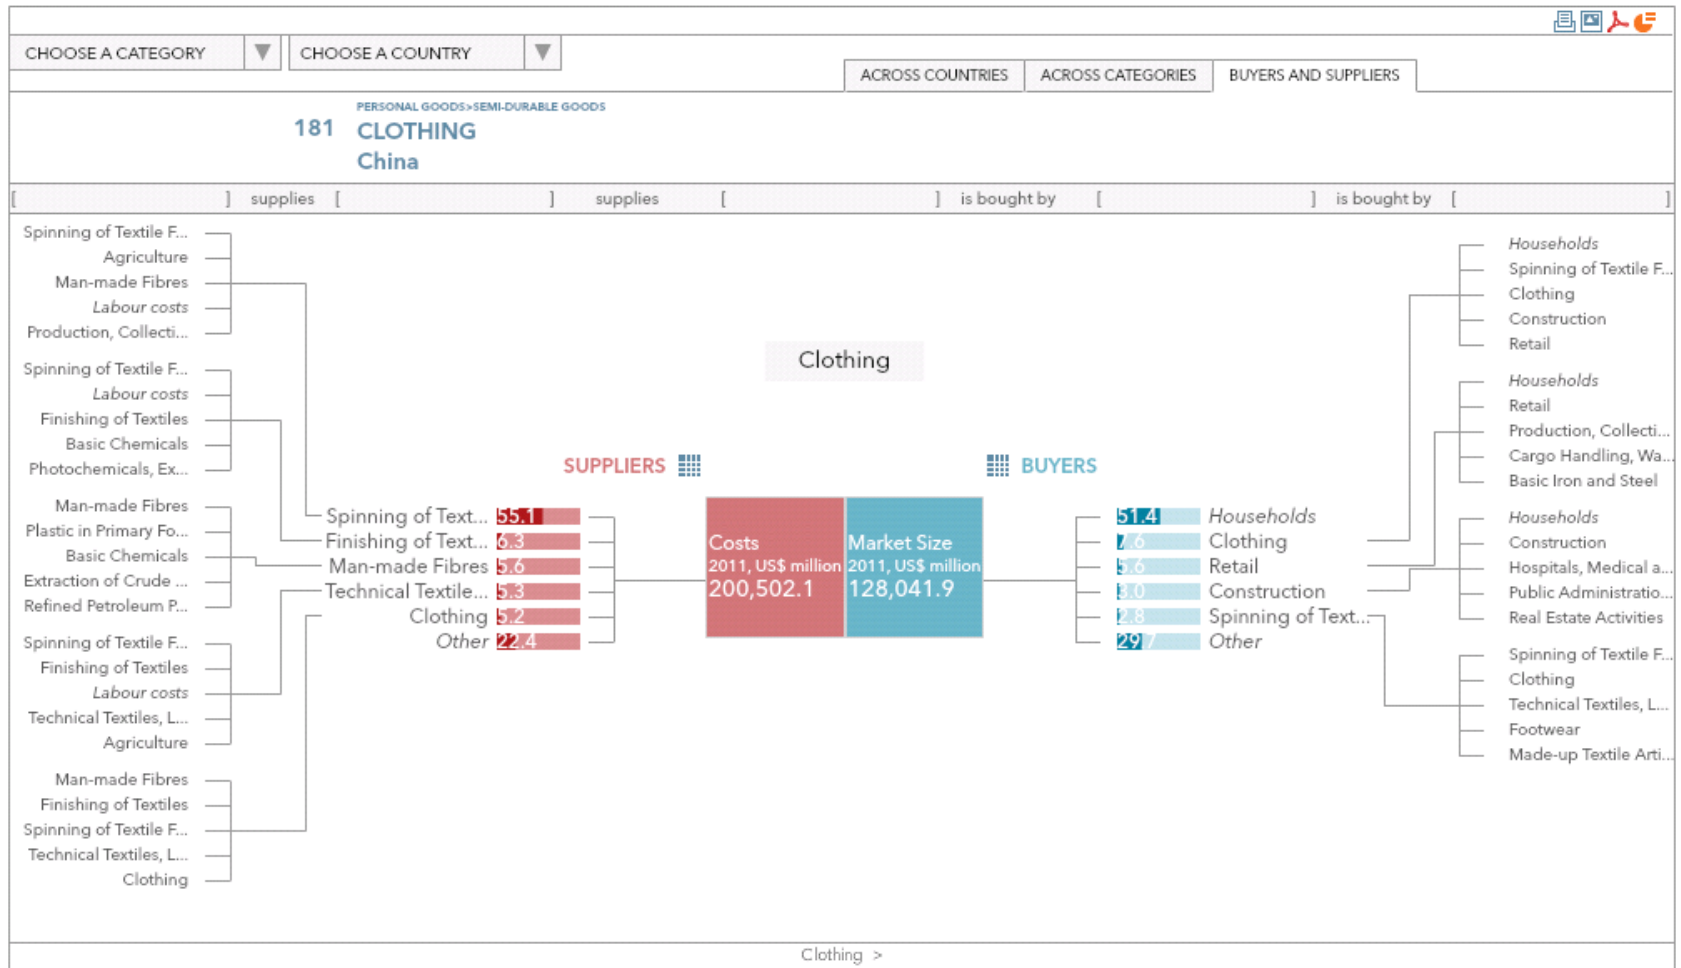 CHOOSE A CATEGORY
CHOOSE A COUNTRY
ACROSS COUNTRIES
ACROSS CATEGORIES
BUYERS AND SUPPLIERS
PERSONAL GOODS>SEMI-DURABLE GOODS
181
CLOTHING
China
[ ] supplies [ ] supplies [ ] is bought by [ ] is bought by [ ]
Spinning of Textile F...
Agriculture
Man-made Fibres
Labour costs
Production, Collecti...
Spinning of Textile F...
Labour costs
Finishing of Textiles
Basic Chemicals
Photochemicals, Ex...
Man-made Fibres
Plastic in Primary Fo...
Basic Chemicals
Extraction of Crude ...
Refined Petroleum P...
Spinning of Textile F...
Finishing of Textiles
Labour costs
Technical Textiles, L...
Agriculture
Man-made Fibres
Finishing of Textiles
Spinning of Textile F...
Technical Textiles, L...
Clothing
Clothing
SUPPLIERS
Spinning of Text... 55.1
Finishing of Text... 6.3
Man-made Fibres 5.6
Technical Textile... 5.3
Clothing 5.2
Other 22.4
Costs
2011, US$ million
200,502.1
Market Size
2011, US$ million
128,041.9
BUYERS
51.4 Households
7.6 Clothing
5.6 Retail
3.0 Construction
2.8 Spinning of Text...
29.7 Other
Households
Spinning of Textile F...
Clothing
Construction
Retail
Households
Retail
Production, Collecti...
Cargo Handling, Wa...
Basic Iron and Steel
Households
Construction
Hospitals, Medical a...
Public Administratio...
Real Estate Activities
Spinning of Textile F...
Clothing
Technical Textiles, L...
Footwear
Made-up Textile Arti...
Clothing >